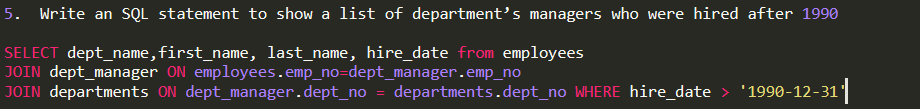 5.  Write an SQL statement to show a list of department’s managers who were hired after 1990
SELECT dept_name,first_name, last_name, hire_date from employees
JOIN dept_manager ON employees.emp_no=dept_manager.emp_no
JOIN departments ON dept_manager.dept_no = departments.dept_no WHERE hire_date > '1990-12-31'